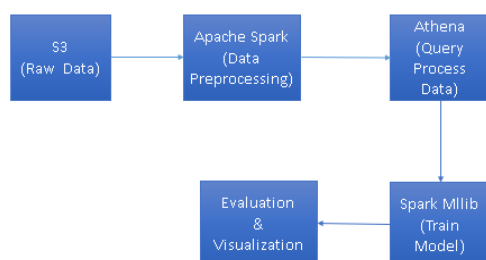 S3
(Raw Data)
Apache Spark
(Data
Preprocessing)
Athena
(Query
Process
Data)
Spark Mllib
(Train
Model)
Evaluation
&
Visualization